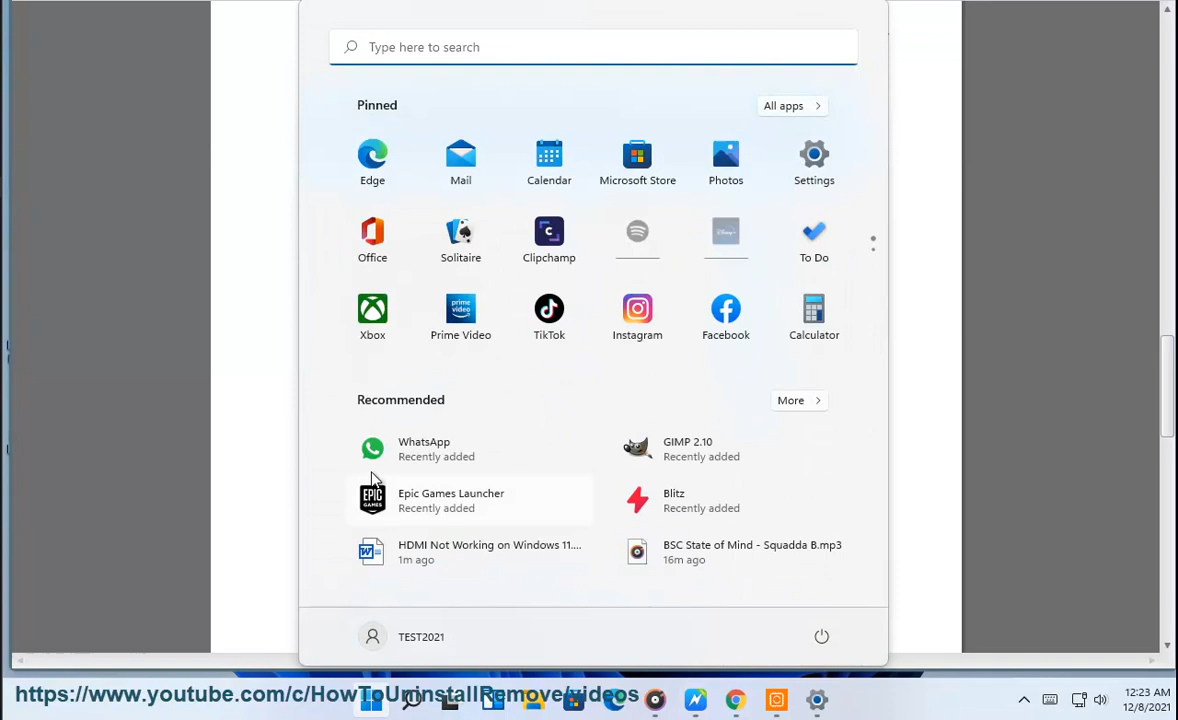 Type here to search
Pinned
All apps
Edge
Mail
Calendar
Microsoft Store
Photos
Settings
Office
Solitaire
Clipchamp
To Do
Xbox
Prime Video
TikTok
Instagram
Facebook
Calculator
Recommended
More
WhatsApp
Recently added
GIMP 2.10
Recently added
EPIC GAMES
Epic Games Launcher
Recently added
Blitz
Recently added
HDMI Not Working on Windows 11....
1m ago
BSC State of Mind - Squadda B.mp3
16m ago
TEST2021
https://www.youtube.com/c/HowToUninstallRemove/videos
12:23 AM
12/8/2021